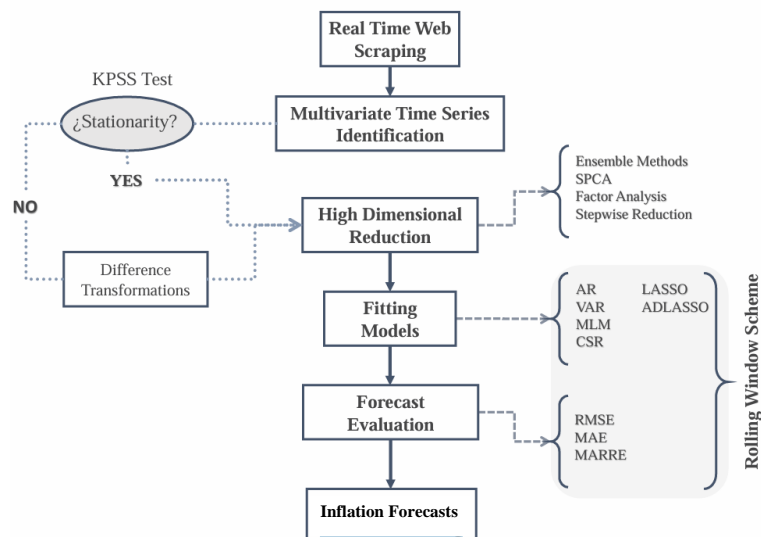 Real Time Web
Scraping
KPSS Test
¿Stationarity?
Multivariate Time Series
Identification
YES
NO
Difference
Transformations
High Dimensional
Reduction
Ensemble Methods
SPCA
Factor Analysis
Stepwise Reduction
Fitting
Models
AR LASSO
VAR ADLASSO
MLM
CSR
Forecast
Evaluation
RMSE
MAE
MARRE
Rolling Window Scheme
Inflation Forecasts